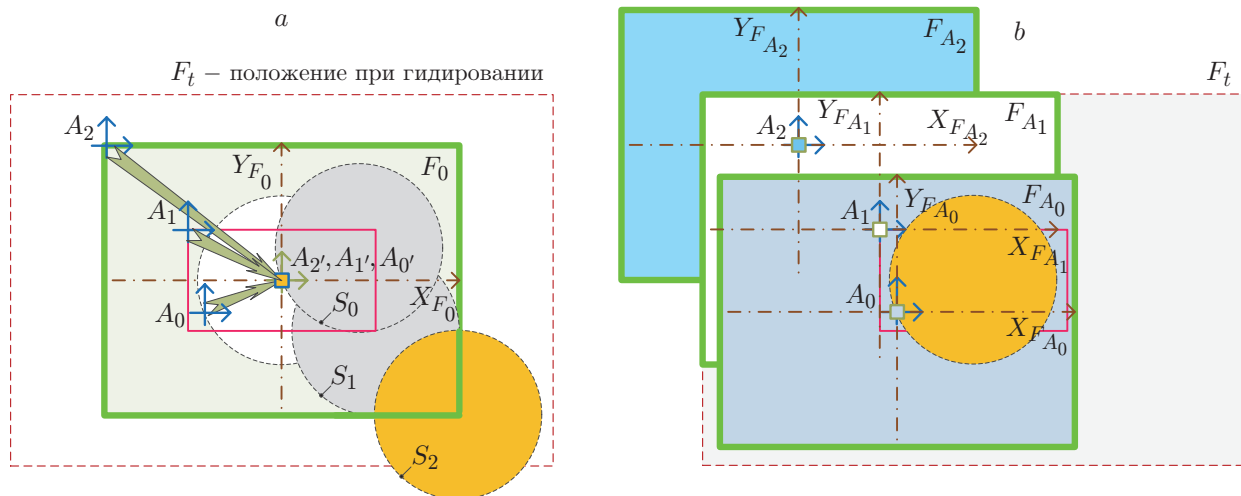 a
F_t – положение при гидировании
A_2
Y_{F_0}
F_0
A_1
A_{2'}, A_{1'}, A_{0'}
A_0
S_0
X_{F_0}
S_1
S_2
b
Y_{F_{A_2}}
F_{A_2}
F_t
A_2
Y_{F_{A_1}}
X_{F_{A_2}}
F_{A_1}
A_1
Y_{F_{A_0}}
F_{A_0}
X_{F_{A_1}}
A_0
X_{F_{A_0}}